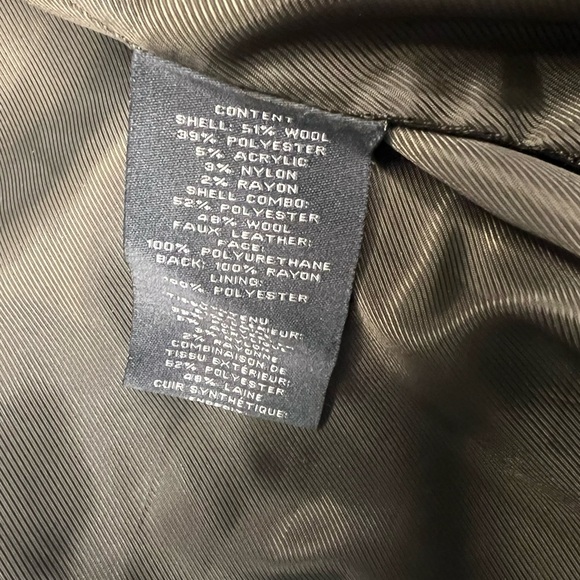 CONTENT
SHELL: 51% WOOL
39% POLYESTER
5% ACRYLIC
3% NYLON
2% RAYON
SHELL COMBO:
52% POLYESTER
48% WOOL
FAUX LEATHER:
FACE:
100% POLYURETHANE
BACK: 100% RAYON
LINING:
100% POLYESTER
2% RAYONNE
COMBINAISON DE
TISSU EXTÉRIEUR:
52% POLYESTER
48% LAINE
CUIR SYNTHÉTIQUE: